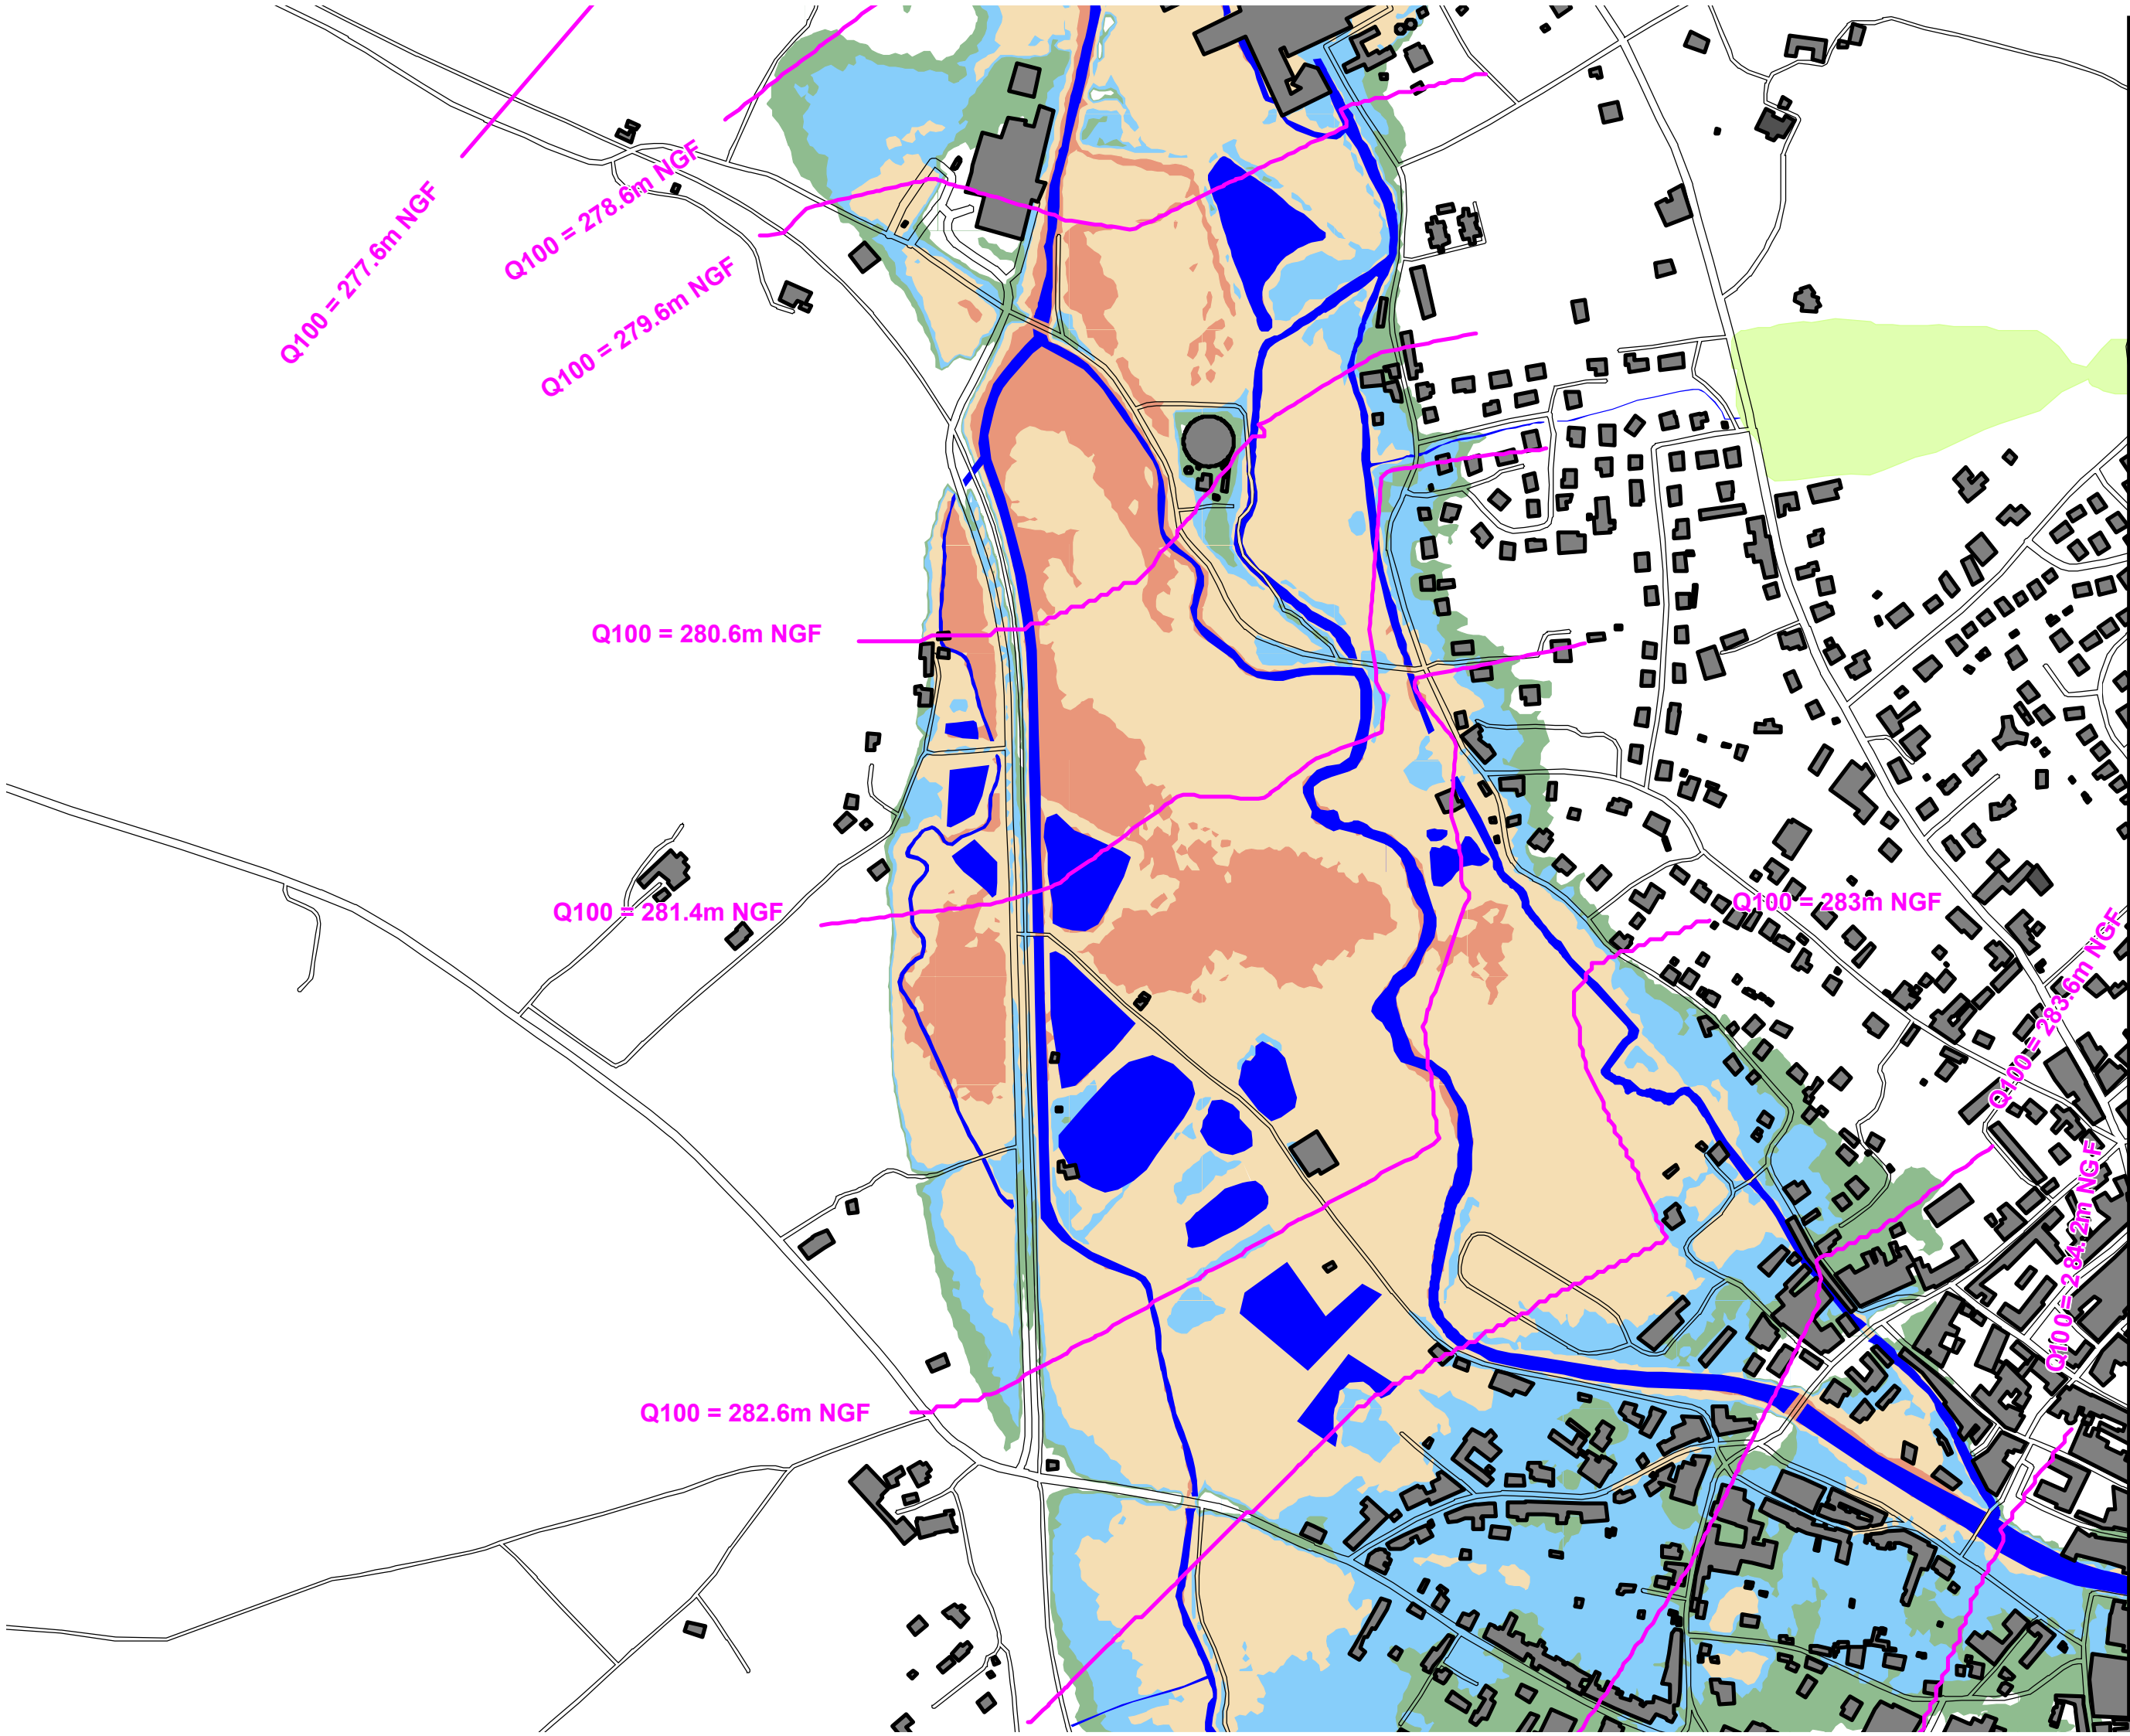 Q100 = 277.6m NGF
Q100 = 278.6m NGF
Q100 = 279.6m NGF
Q100 = 280.6m NGF
Q100 = 281.4m NGF
Q100 = 283m NGF
Q100 = 283.6m NGF
Q100 = 284.2m NGF
Q100 = 282.6m NGF